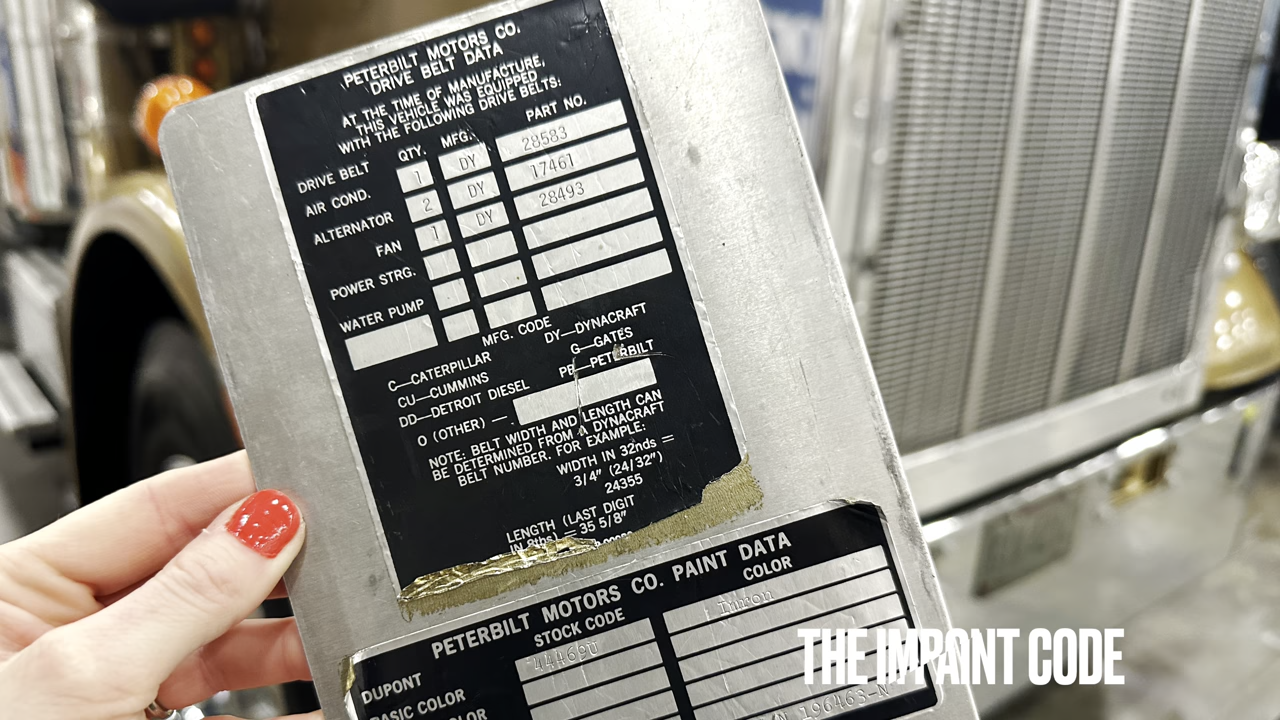 PETERBILT MOTORS CO.
DRIVE BELT DATA
AT THE TIME OF MANUFACTURE,
THIS VEHICLE WAS EQUIPPED
WITH THE FOLLOWING DRIVE BELTS:
QTY. MFG. PART NO.
DRIVE BELT 1 DY 28583
AIR COND. 2 DY 17461
ALTERNATOR 1 DY 28493
FAN
POWER STRG.
WATER PUMP
MFG. CODE
C—CATERPILLAR DY—DYNACRAFT
CU—CUMMINS G—GATES
DD—DETROIT DIESEL PB—PETERBILT
O (OTHER) —
NOTE: BELT WIDTH AND LENGTH CAN
BE DETERMINED FROM A DYNACRAFT
BELT NUMBER. FOR EXAMPLE:
WIDTH IN 32nds =
3/4" (24/32")
24355
LENGTH (LAST DIGIT
IN 8ths) — 35 5/8"
PETERBILT MOTORS CO. PAINT DATA
STOCK CODE COLOR
DUPONT 44469U Imron
BASIC COLOR
196463-N
THE IMPANT CODE